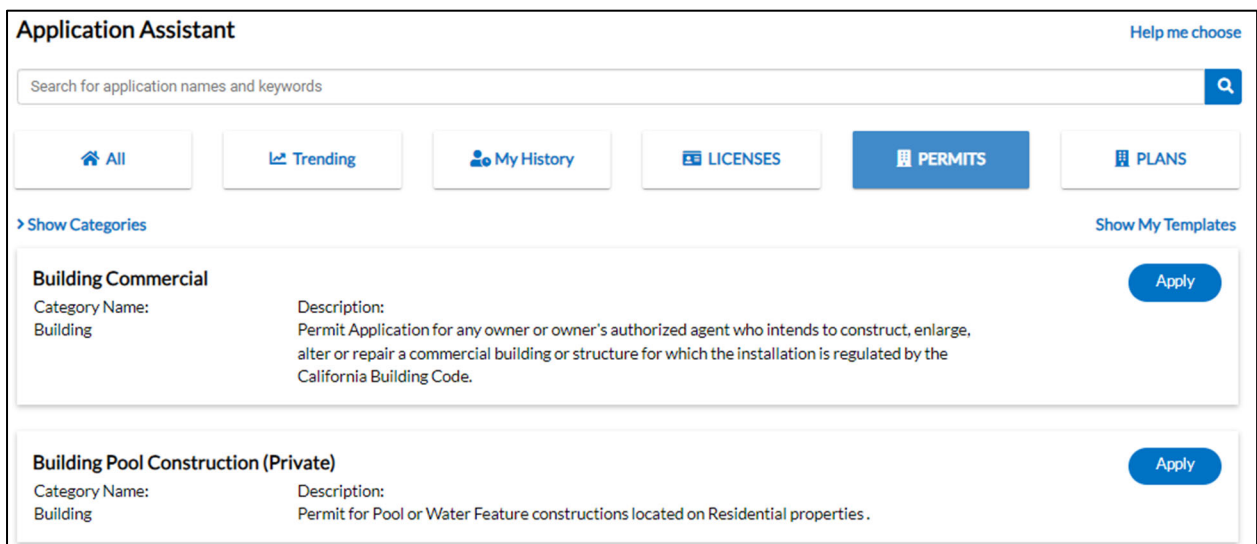 Application Assistant
Help me choose
Search for application names and keywords
All
Trending
My History
LICENSES
PERMITS
PLANS
Show Categories
Show My Templates
Building Commercial
Apply
Category Name:
Building
Description:
Permit Application for any owner or owner's authorized agent who intends to construct, enlarge,
alter or repair a commercial building or structure for which the installation is regulated by the
California Building Code.
Building Pool Construction (Private)
Apply
Category Name:
Building
Description:
Permit for Pool or Water Feature constructions located on Residential properties.